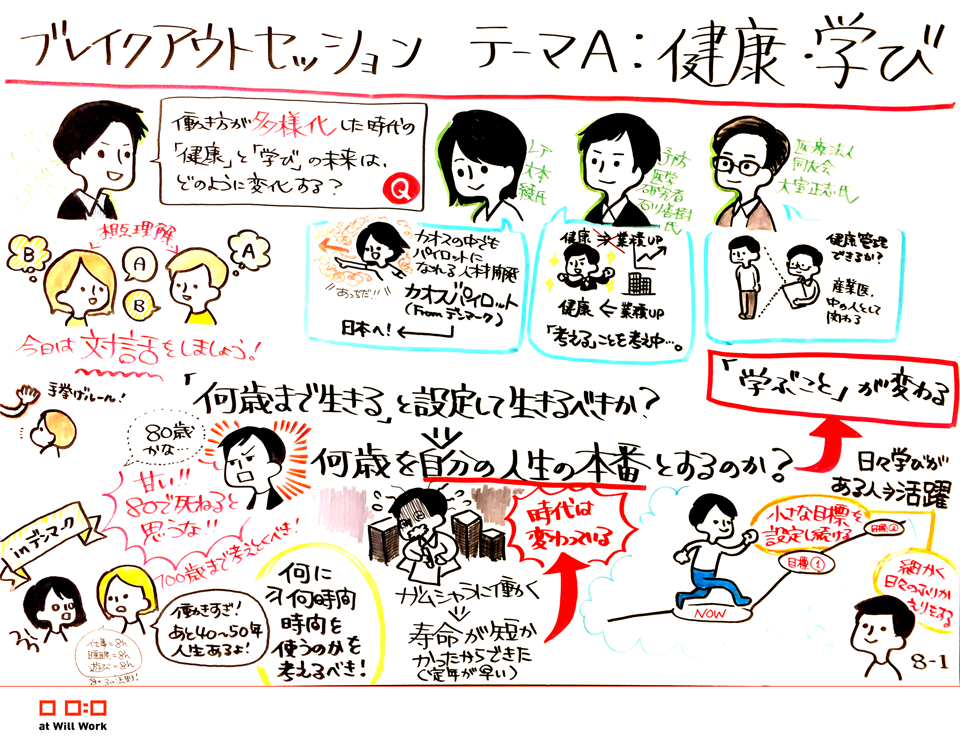 ブレイクアウトセッション テーマA:健康・学び
働き方が多様化した時代の
「健康」と「学び」の未来は、
どのように変化する?
Q
LIT
大本
綾氏
予防
医学
研究者
石川善樹
氏
医療法人
同友会
大室正志氏
相互理解
B
A
A
B
今日は対話をしましょう!
カオスの中でも
パイロットに
なれる人材開発
カオスパイロット
(From デンマーク)
日本へ!
"あっちだ!!"
健康⇒業積UP
健康⇐業積UP
「考える」ことを考え中…。
健康管理
できるか?
産業医、
中の人として
関わる
手挙げルール!
「何歳まで生きる」と設定して生きるべきか?
何歳を自分の人生の本番とするのか?
「学ぶこと」が変わる
80歳
かな…
甘い!!
80で死ねると
思うな!!
100歳まで考えとべき!
inデンマーク
働きすぎ!
あと40〜50年
人生あるよ!
仕事=8h
睡眠=8h
遊び=8h
何に
何時間
時間を
使うのかを
考えるべき!
ガムシャラに働く
寿命が短か
かったからできた
(定年が早い)
時代は
変わっている
日々学びが
ある人が活躍
小さな目標を
設定し続ける
目標①
目標②
NOW
細かく
日々のふりか
えりをする
8-1
at Will Work